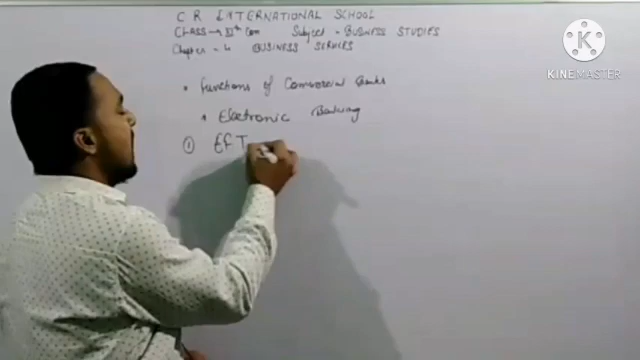 C R INTERNATIONAL SCHOOL
CLASS → XIth Com Subject - BUSINESS STUDIES
Chapter - 4 BUSINESS SERVICES
* Functions of Commercial Banks
* Electronic Banking
① EFT
KINEMASTER